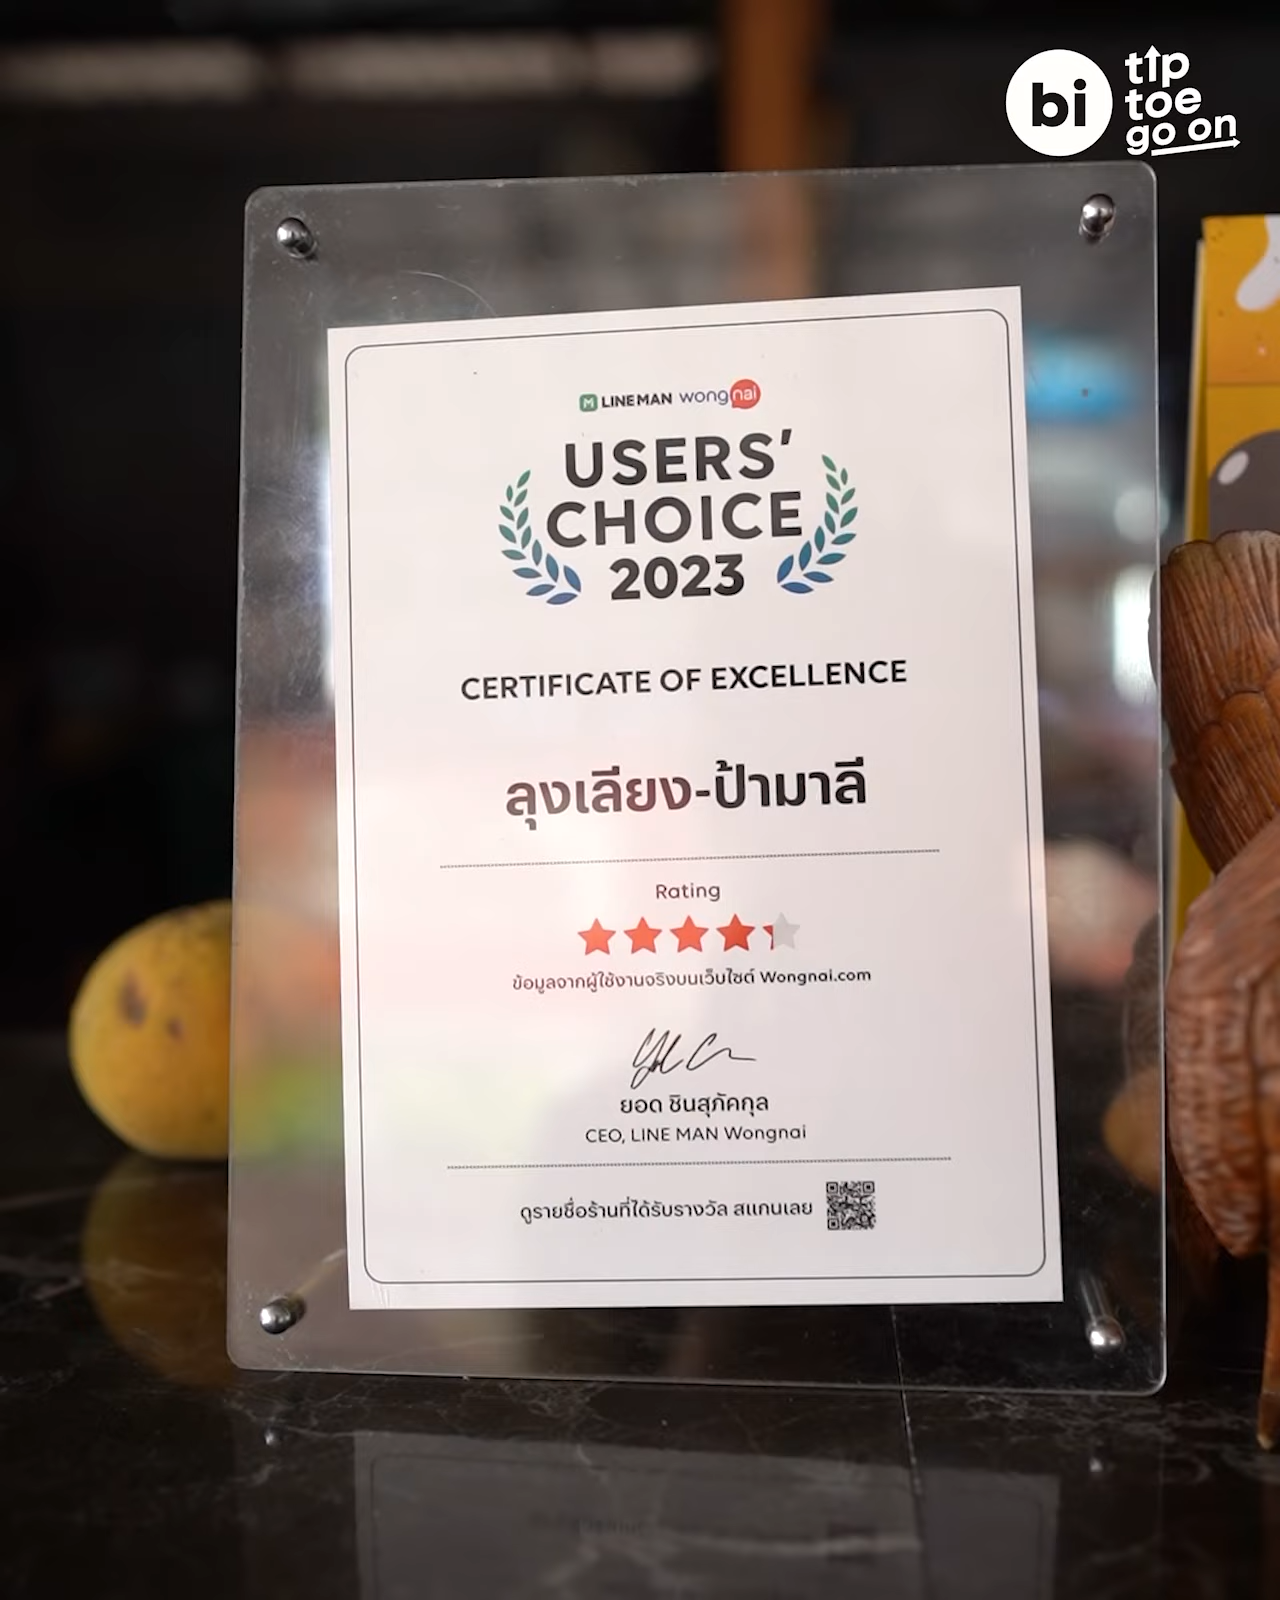 bi tip
toe
go on
LINE MAN wongnai
USERS'
CHOICE
2023
CERTIFICATE OF EXCELLENCE
ลุงเลียง-ป้ามาลี
Rating
ข้อมูลจากผู้ใช้งานจริงบนเว็บไซต์ Wongnai.com
ยอด ชินสุภัคกุล
CEO, LINE MAN Wongnai
ดูรายชื่อร้านที่ได้รับรางวัล สแกนเลย